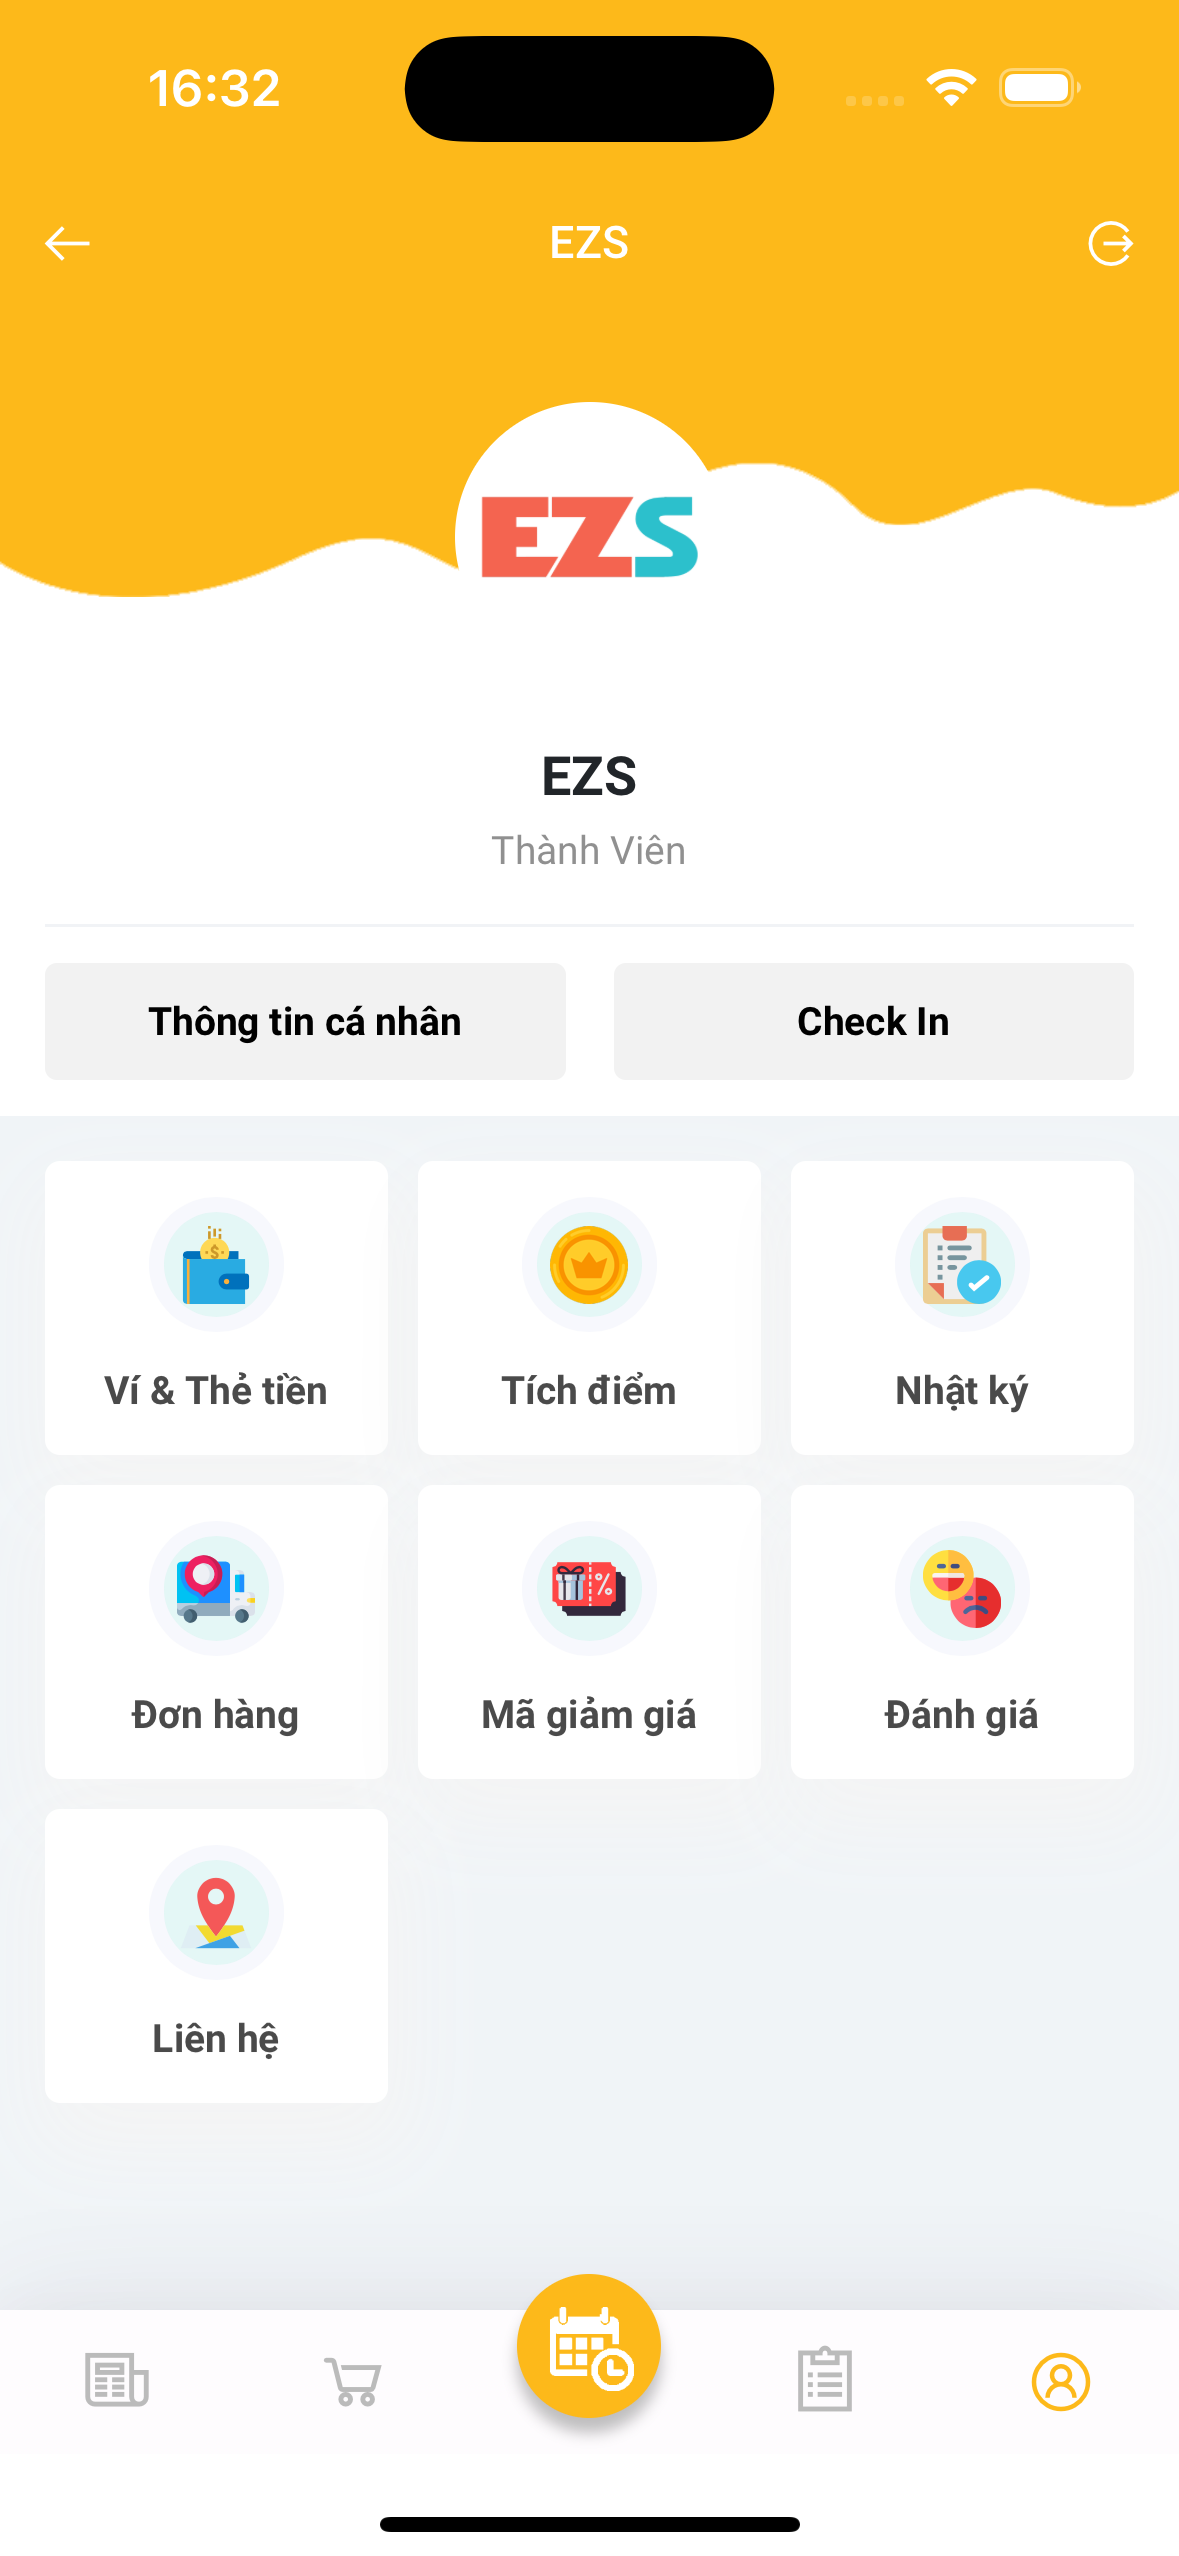 16:32
EZS
EZS
EZS
Thành Viên
Thông tin cá nhân
Check In
Ví & Thẻ tiền
Tích điểm
Nhật ký
Đơn hàng
Mã giảm giá
Đánh giá
Liên hệ